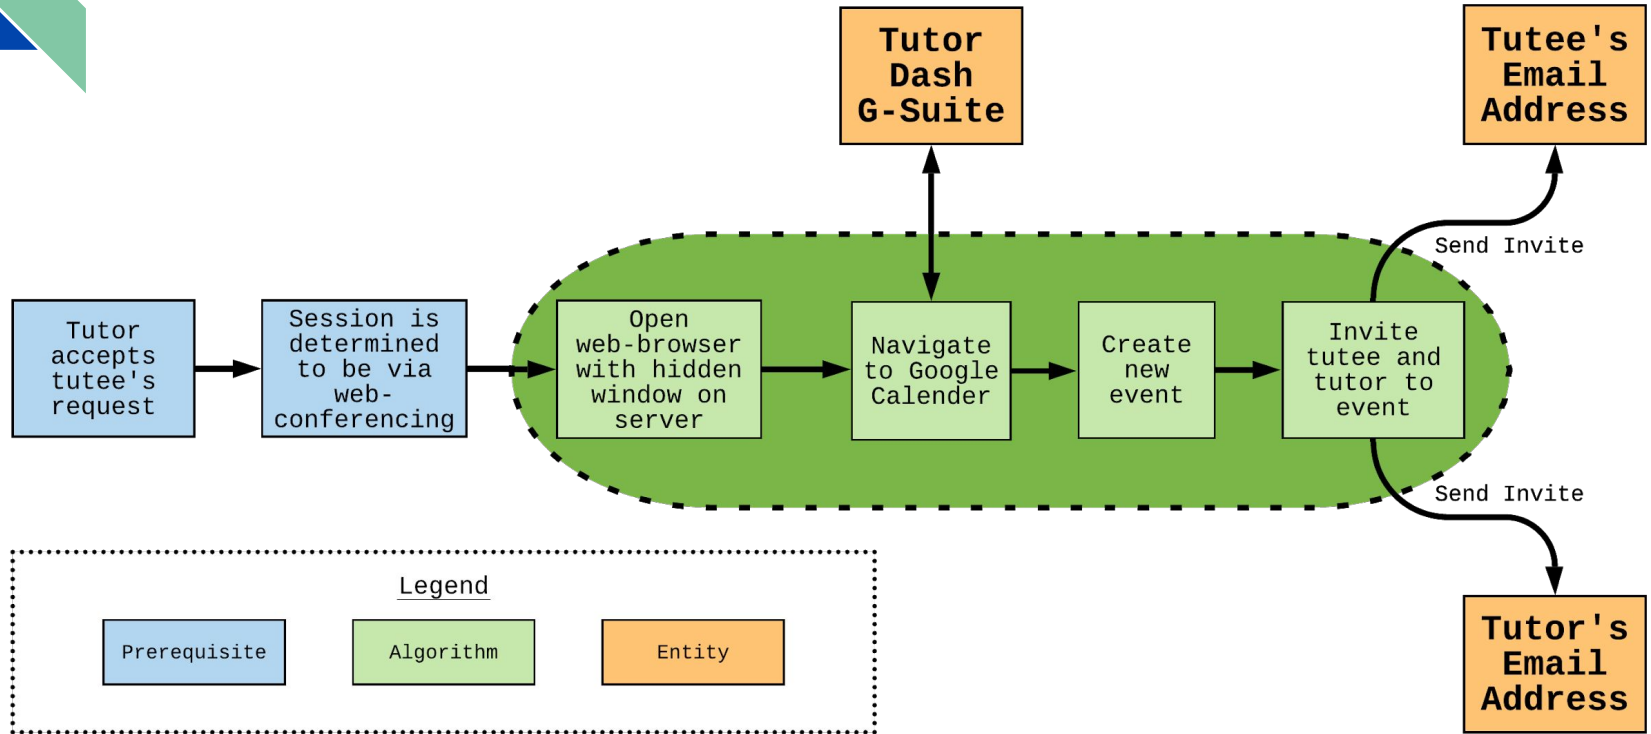 Tutor
Dash
G-Suite
Tutee's
Email
Address
Send Invite
Tutor
accepts
tutee's
request
Session is
determined
to be via
web-
conferencing
Open
web-browser
with hidden
window on
server
Navigate
to Google
Calender
Create
new
event
Invite
tutee and
tutor to
event
Send Invite
Tutor's
Email
Address
Legend
Prerequisite
Algorithm
Entity